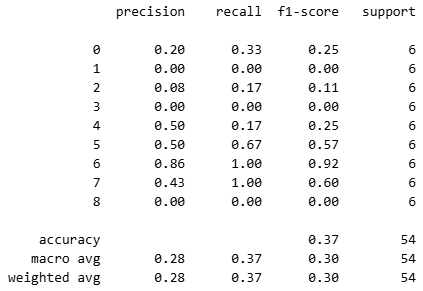 precision recall f1-score support
0 0.20 0.33 0.25 6
1 0.00 0.00 0.00 6
2 0.08 0.17 0.11 6
3 0.00 0.00 0.00 6
4 0.50 0.17 0.25 6
5 0.50 0.67 0.57 6
6 0.86 1.00 0.92 6
7 0.43 1.00 0.60 6
8 0.00 0.00 0.00 6
accuracy 0.37 54
macro avg 0.28 0.37 0.30 54
weighted avg 0.28 0.37 0.30 54